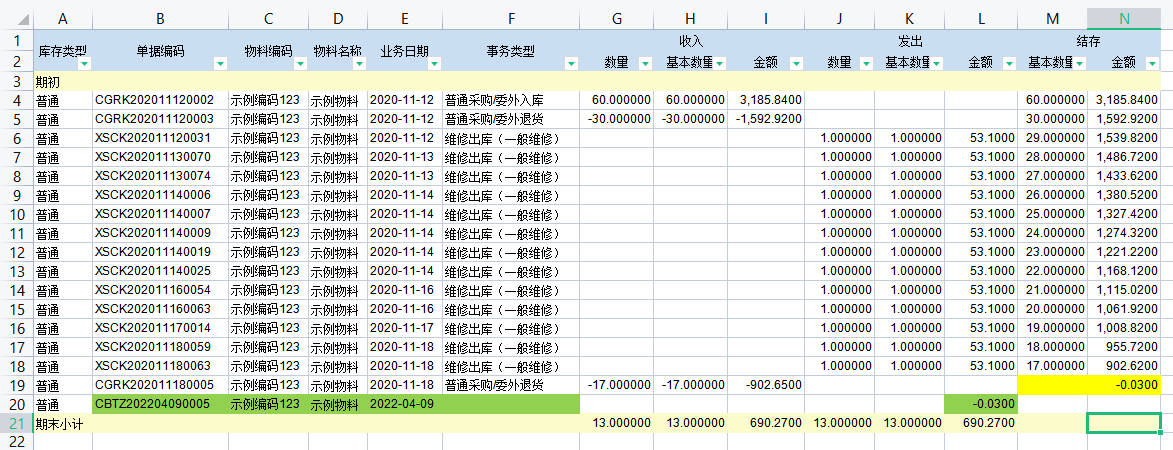 A B C D E F G H I J K L M N
1 收入 发出 结存
库存类型 单据编码 物料编码 物料名称 业务日期 事务类型
2 数量 基本数量 金额 数量 基本数量 金额 基本数量 金额
3 期初
4 普通 CGRK202011120002 示例编码123 示例物料 2020-11-12 普通采购/委外入库 60.000000 60.000000 3,185.8400 60.000000 3,185.8400
5 普通 CGRK202011120003 示例编码123 示例物料 2020-11-12 普通采购/委外退货 -30.000000 -30.000000 -1,592.9200 30.000000 1,592.9200
6 普通 XSCK202011120031 示例编码123 示例物料 2020-11-12 维修出库（一般维修） 1.000000 1.000000 53.1000 29.000000 1,539.8200
7 普通 XSCK202011130070 示例编码123 示例物料 2020-11-13 维修出库（一般维修） 1.000000 1.000000 53.1000 28.000000 1,486.7200
8 普通 XSCK202011130074 示例编码123 示例物料 2020-11-13 维修出库（一般维修） 1.000000 1.000000 53.1000 27.000000 1,433.6200
9 普通 XSCK202011140006 示例编码123 示例物料 2020-11-14 维修出库（一般维修） 1.000000 1.000000 53.1000 26.000000 1,380.5200
10 普通 XSCK202011140007 示例编码123 示例物料 2020-11-14 维修出库（一般维修） 1.000000 1.000000 53.1000 25.000000 1,327.4200
11 普通 XSCK202011140009 示例编码123 示例物料 2020-11-14 维修出库（一般维修） 1.000000 1.000000 53.1000 24.000000 1,274.3200
12 普通 XSCK202011140019 示例编码123 示例物料 2020-11-14 维修出库（一般维修） 1.000000 1.000000 53.1000 23.000000 1,221.2200
13 普通 XSCK202011140025 示例编码123 示例物料 2020-11-14 维修出库（一般维修） 1.000000 1.000000 53.1000 22.000000 1,168.1200
14 普通 XSCK202011160054 示例编码123 示例物料 2020-11-16 维修出库（一般维修） 1.000000 1.000000 53.1000 21.000000 1,115.0200
15 普通 XSCK202011160063 示例编码123 示例物料 2020-11-16 维修出库（一般维修） 1.000000 1.000000 53.1000 20.000000 1,061.9200
16 普通 XSCK202011170014 示例编码123 示例物料 2020-11-17 维修出库（一般维修） 1.000000 1.000000 53.1000 19.000000 1,008.8200
17 普通 XSCK202011180059 示例编码123 示例物料 2020-11-18 维修出库（一般维修） 1.000000 1.000000 53.1000 18.000000 955.7200
18 普通 XSCK202011180063 示例编码123 示例物料 2020-11-18 维修出库（一般维修） 1.000000 1.000000 53.1000 17.000000 902.6200
19 普通 CGRK202011180005 示例编码123 示例物料 2020-11-18 普通采购/委外退货 -17.000000 -17.000000 -902.6500 -0.0300
20 普通 CBTZ202204090005 示例编码123 示例物料 2022-04-09 -0.0300
21 期末小计 13.000000 13.000000 690.2700 13.000000 13.000000 690.2700
22